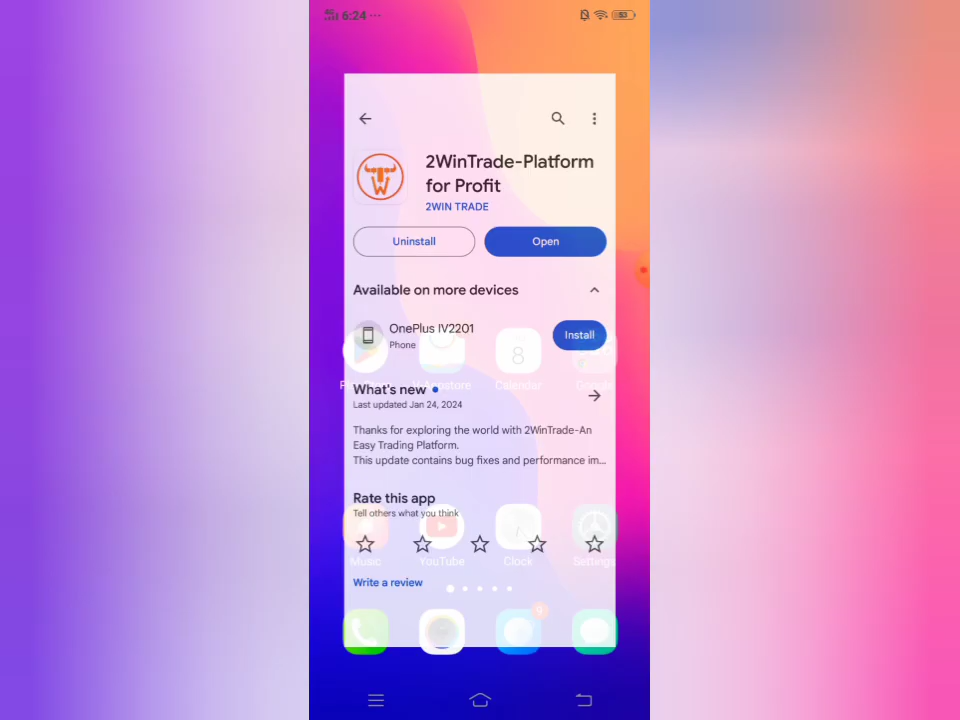 6:24 ...
53
2WinTrade-Platform
for Profit
2WIN TRADE
Uninstall
Open
Available on more devices
OnePlus IV2201
Phone
Install
8
Calendar
What's new
Last updated Jan 24, 2024
Thanks for exploring the world with 2WinTrade-An
Easy Trading Platform.
This update contains bug fixes and performance im...
Rate this app
Tell others what you think
Music
YouTube
Clock
Settings
Write a review
9